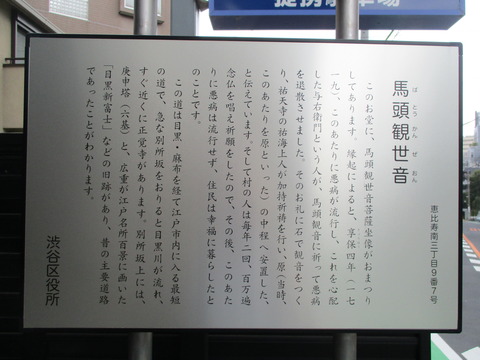 提携駐車場
恵比寿南三丁目9番7号
ば とう かん ぜ おん
馬頭観世音
このお堂に、馬頭観世音菩薩坐像がおまつり
してあります。縁起によると、享保四年(一七
一九)、このあたりに悪病が流行し、これを心配
した与右衛門という人が、馬頭観音に祈って悪病
を退散させました。そのお礼に石で観音をつく
り、祐天寺の祐海上人が加持祈祷を行い、原(当時、
このあたりを原といった)の中程へ安置した、
と伝えています。そして村の人は毎年二回、百万遍
念仏を唱え祈願をしたので、その後、このあた
りに悪病は流行せず、住民は幸福に暮らしたと
のことです。
この道は目黒・麻布を経て江戸市内に入る最短
の道で、急な別所坂をおりると目黒川が流れ、
すぐ近くに正覚寺があります。別所坂上には、
庚申塔(六基)と、広重が江戸名所百景に画いた
「目黒新富士」などの旧跡があり、昔の主要道路
であったことがわかります。
渋谷区役所